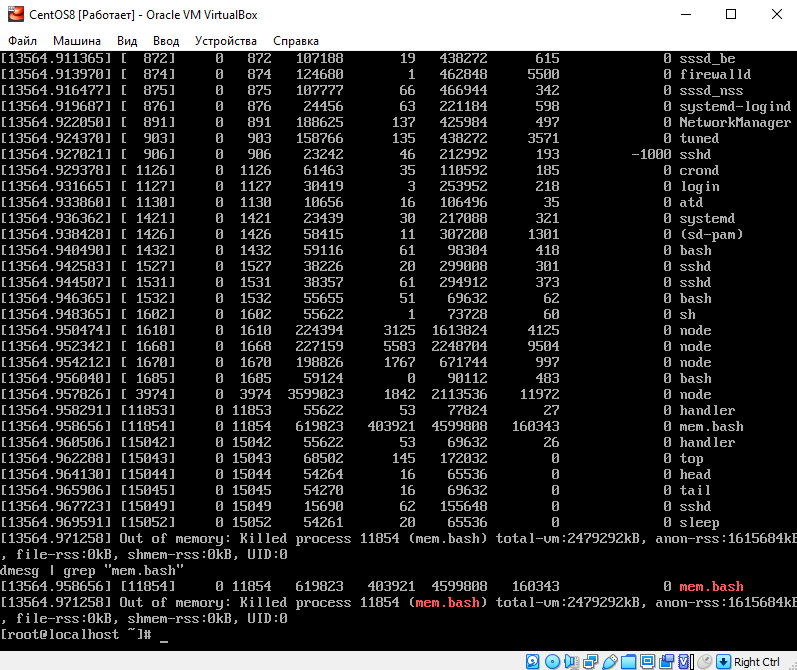 CentOS8 [Работает] - Oracle VM VirtualBox
Файл Машина Вид Ввод Устройства Справка
[13564.911365] [ 872] 0 872 107188 19 438272 615 0 sssd_be
[13564.913970] [ 874] 0 874 124680 1 462848 5500 0 firewalld
[13564.916477] [ 875] 0 875 107777 66 466944 342 0 sssd_nss
[13564.919687] [ 876] 0 876 24456 63 221184 598 0 systemd-logind
[13564.922050] [ 891] 0 891 188625 137 425984 497 0 NetworkManager
[13564.924370] [ 903] 0 903 158766 135 438272 3571 0 tuned
[13564.927021] [ 906] 0 906 23242 46 212992 193 -1000 sshd
[13564.929378] [ 1126] 0 1126 61463 35 110592 185 0 crond
[13564.931665] [ 1127] 0 1127 30419 3 253952 218 0 login
[13564.933860] [ 1130] 0 1130 10656 16 106496 35 0 atd
[13564.936362] [ 1421] 0 1421 23439 30 217088 321 0 systemd
[13564.938428] [ 1426] 0 1426 58415 11 307200 1301 0 (sd-pam)
[13564.940490] [ 1432] 0 1432 59116 61 98304 418 0 bash
[13564.942583] [ 1527] 0 1527 38226 20 299008 301 0 sshd
[13564.944507] [ 1531] 0 1531 38357 61 294912 373 0 sshd
[13564.946365] [ 1532] 0 1532 55655 51 69632 62 0 bash
[13564.948365] [ 1602] 0 1602 55622 1 73728 60 0 sh
[13564.950474] [ 1610] 0 1610 224394 3125 1613824 4125 0 node
[13564.952342] [ 1668] 0 1668 227159 5583 2248704 9504 0 node
[13564.954212] [ 1670] 0 1670 198826 1767 671744 997 0 node
[13564.956040] [ 1685] 0 1685 59124 0 90112 483 0 bash
[13564.957826] [ 3974] 0 3974 3599023 1842 2113536 11972 0 node
[13564.958291] [11853] 0 11853 55622 53 77824 27 0 handler
[13564.958656] [11854] 0 11854 619823 403921 4599808 160343 0 mem.bash
[13564.960506] [15042] 0 15042 55622 53 69632 26 0 handler
[13564.962288] [15043] 0 15043 68502 145 172032 0 0 top
[13564.964130] [15044] 0 15044 54264 16 65536 0 0 head
[13564.965906] [15045] 0 15045 54270 16 69632 0 0 tail
[13564.967723] [15049] 0 15049 15690 62 155648 0 0 sshd
[13564.969591] [15052] 0 15052 54261 20 65536 0 0 sleep
[13564.971258] Out of memory: Killed process 11854 (mem.bash) total-vm:2479292kB, anon-rss:1615684kB
, file-rss:0kB, shmem-rss:0kB, UID:0
dmesg | grep "mem.bash"
[13564.958656] [11854] 0 11854 619823 403921 4599808 160343 0 mem.bash
[13564.971258] Out of memory: Killed process 11854 (mem.bash) total-vm:2479292kB, anon-rss:1615684kB
, file-rss:0kB, shmem-rss:0kB, UID:0
[root@localhost ~]# _
Right Ctrl